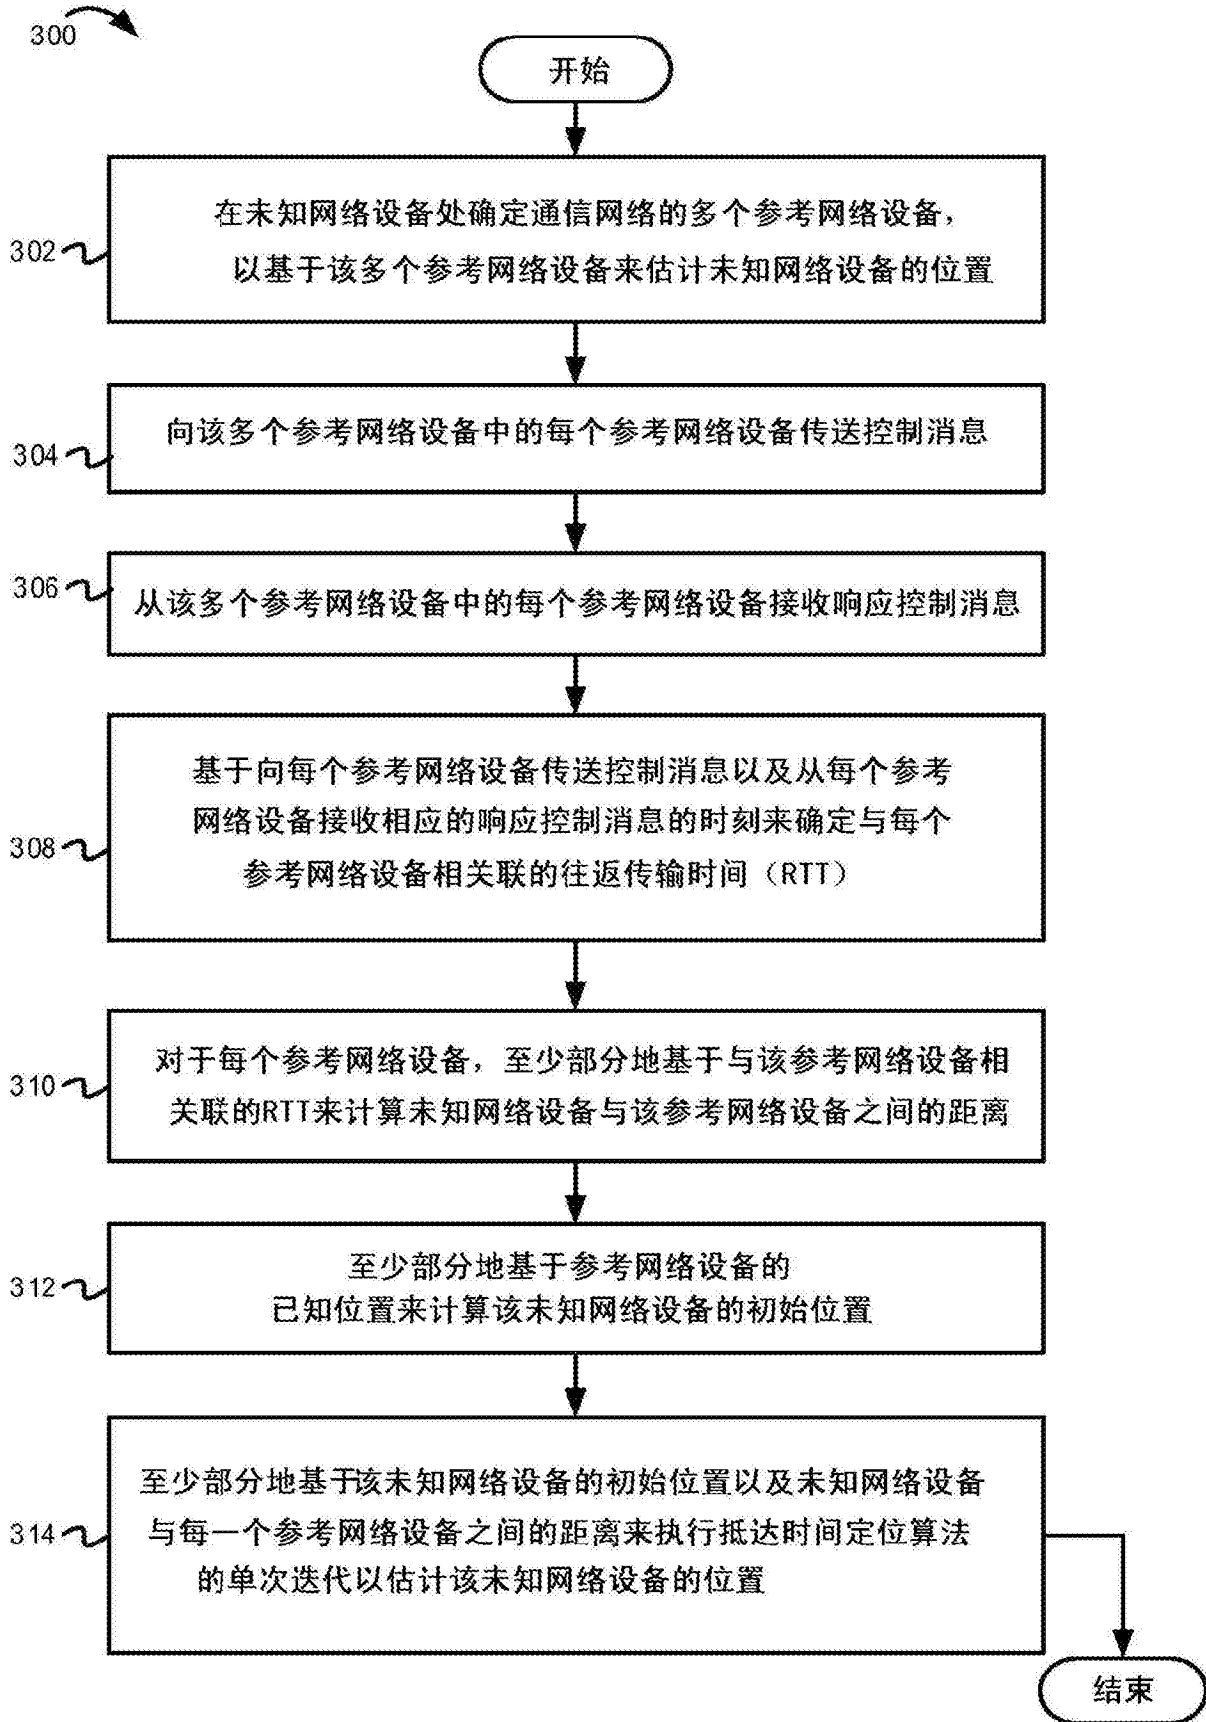 300
开始
302
在未知网络设备处确定通信网络的多个参考网络设备，
以基于该多个参考网络设备来估计未知网络设备的位置
304
向该多个参考网络设备中的每个参考网络设备传送控制消息
306
从该多个参考网络设备中的每个参考网络设备接收响应控制消息
308
基于向每个参考网络设备传送控制消息以及从每个参考
网络设备接收相应的响应控制消息的时刻来确定与每个
参考网络设备相关联的往返传输时间（RTT）
310
对于每个参考网络设备，至少部分地基于与该参考网络设备相
关联的RTT来计算未知网络设备与该参考网络设备之间的距离
312
至少部分地基于参考网络设备的
已知位置来计算该未知网络设备的初始位置
314
至少部分地基于该未知网络设备的初始位置以及未知网络设备
与每一个参考网络设备之间的距离来执行抵达时间定位算法
的单次迭代以估计该未知网络设备的位置
结束